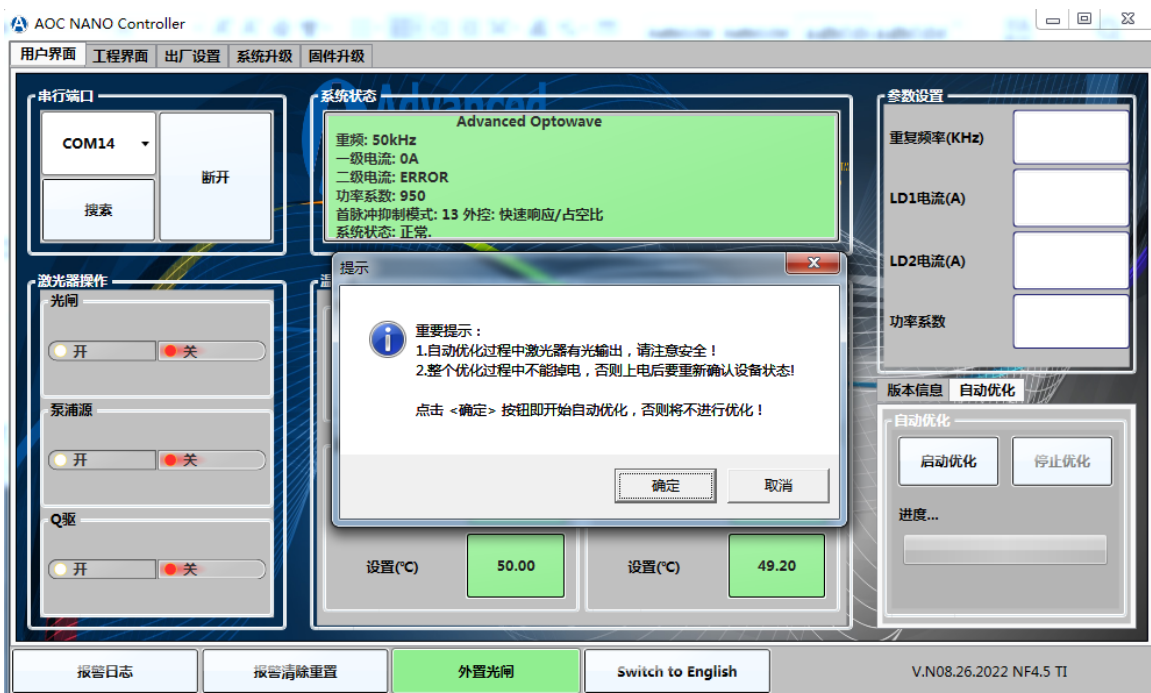 AOC NANO Controller
用户界面 工程界面 出厂设置 系统升级 固件升级
串行端口
COM14
断开
搜索
系统状态
Advanced
Advanced Optowave
重频: 50kHz
一级电流: 0A
二级电流: ERROR
功率系数: 950
首脉冲抑制模式: 13 外控: 快速响应/占空比
系统状态: 正常.
参数设置
重复频率(KHz)
LD1电流(A)
LD2电流(A)
功率系数
激光器操作
光闸
开 关
泵浦源
开 关
Q驱
开 关
提示
重要提示：
1.自动优化过程中激光器有光输出，请注意安全！
2.整个优化过程中不能掉电，否则上电后要重新确认设备状态!
点击 <确定> 按钮即开始自动优化，否则将不进行优化！
确定 取消
设置(℃) 50.00 设置(℃) 49.20
版本信息 自动优化
自动优化
启动优化 停止优化
进度...
报警日志 报警清除重置 外置光闸 Switch to English V.N08.26.2022 NF4.5 TI